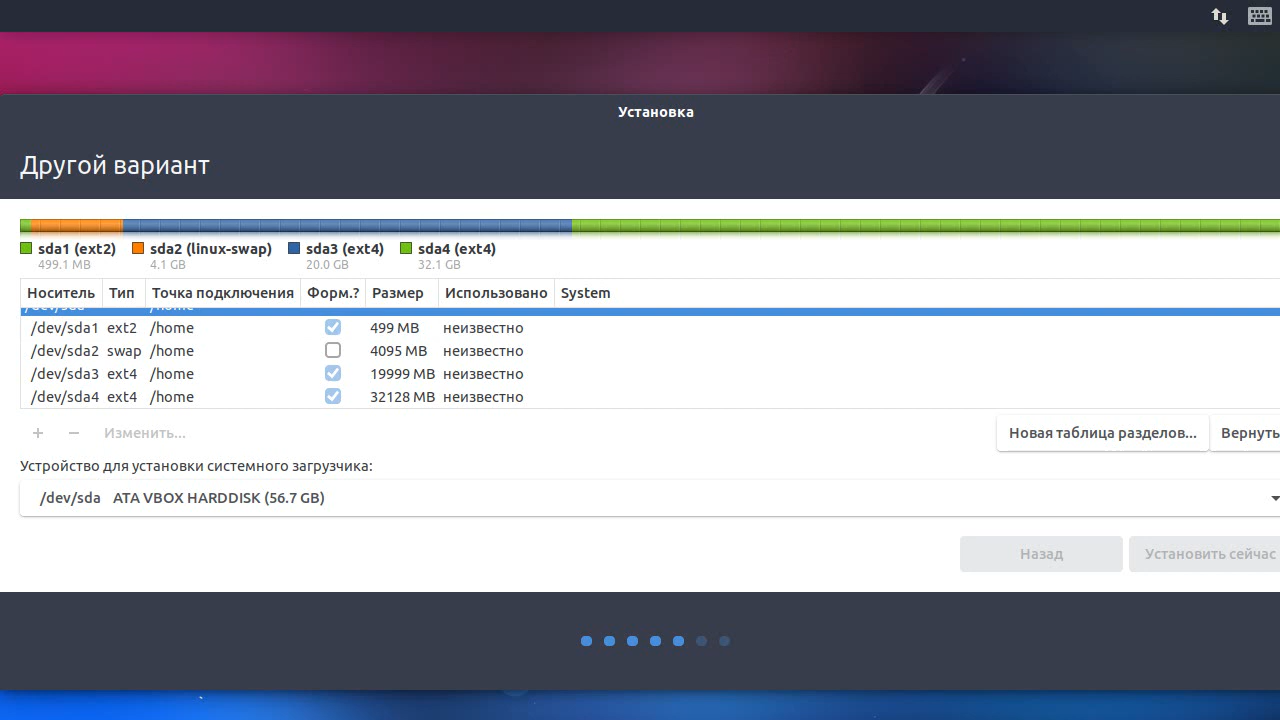 Установка
Другой вариант
sda1 (ext2) sda2 (linux-swap) sda3 (ext4) sda4 (ext4)
499.1 MB 4.1 GB 20.0 GB 32.1 GB
Носитель Тип Точка подключения Форм.? Размер Использовано System
/dev/sda /home
/dev/sda1 ext2 /home 499 MB неизвестно
/dev/sda2 swap /home 4095 MB неизвестно
/dev/sda3 ext4 /home 19999 MB неизвестно
/dev/sda4 ext4 /home 32128 MB неизвестно
+ − Изменить... Новая таблица разделов... Вернуть
Устройство для установки системного загрузчика:
/dev/sda ATA VBOX HARDDISK (56.7 GB)
Назад Установить сейчас